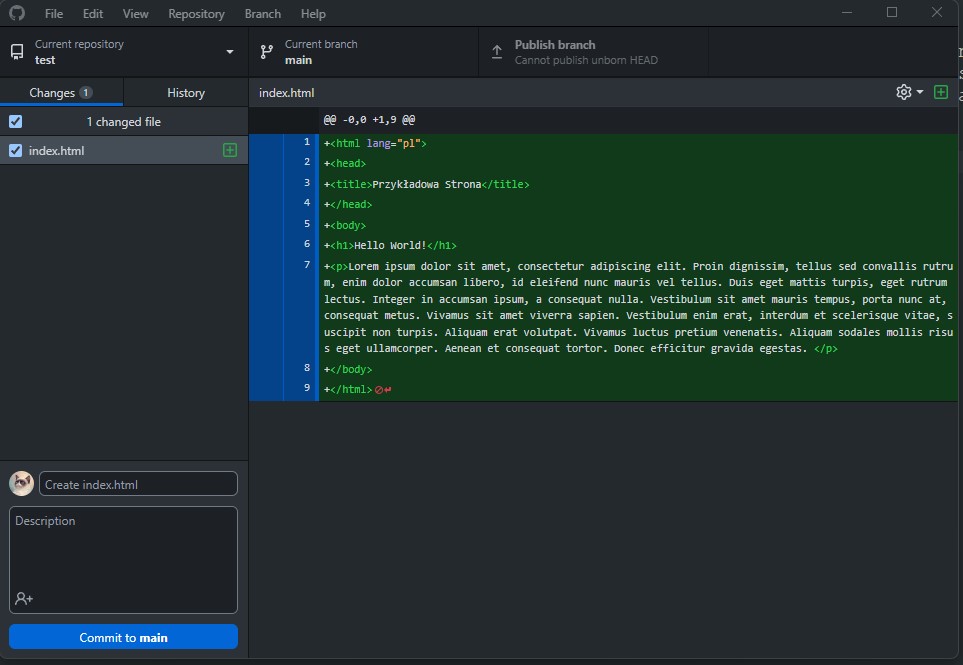 File Edit View Repository Branch Help
Current repository
test
Current branch
main
Publish branch
Cannot publish unborn HEAD
Changes 1 History
index.html
1 changed file
index.html
@@ -0,0 +1,9 @@
1 +<html lang="pl">
2 +<head>
3 +<title>Przykładowa Strona</title>
4 +</head>
5 +<body>
6 +<h1>Hello World!</h1>
7 +<p>Lorem ipsum dolor sit amet, consectetur adipiscing elit. Proin dignissim, tellus sed convallis rutru
m, enim dolor accumsan libero, id eleifend nunc mauris vel tellus. Duis eget mattis turpis, eget rutrum
lectus. Integer in accumsan ipsum, a consequat nulla. Vestibulum sit amet mauris tempus, porta nunc at,
consequat metus. Vivamus sit amet viverra sapien. Vestibulum enim erat, interdum et scelerisque vitae, s
uscipit non turpis. Aliquam erat volutpat. Vivamus luctus pretium venenatis. Aliquam sodales mollis risu
s eget ullamcorper. Aenean et consequat tortor. Donec efficitur gravida egestas. </p>
8 +</body>
9 +</html>
Create index.html
Description
Commit to main